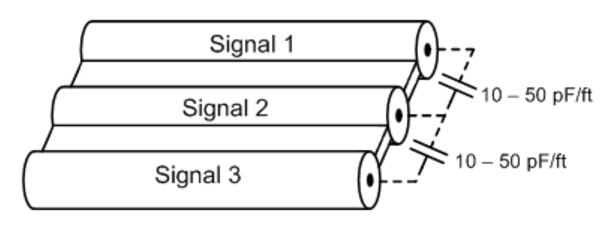 Signal 1
10 – 50 pF/ft
Signal 2
10 – 50 pF/ft
Signal 3